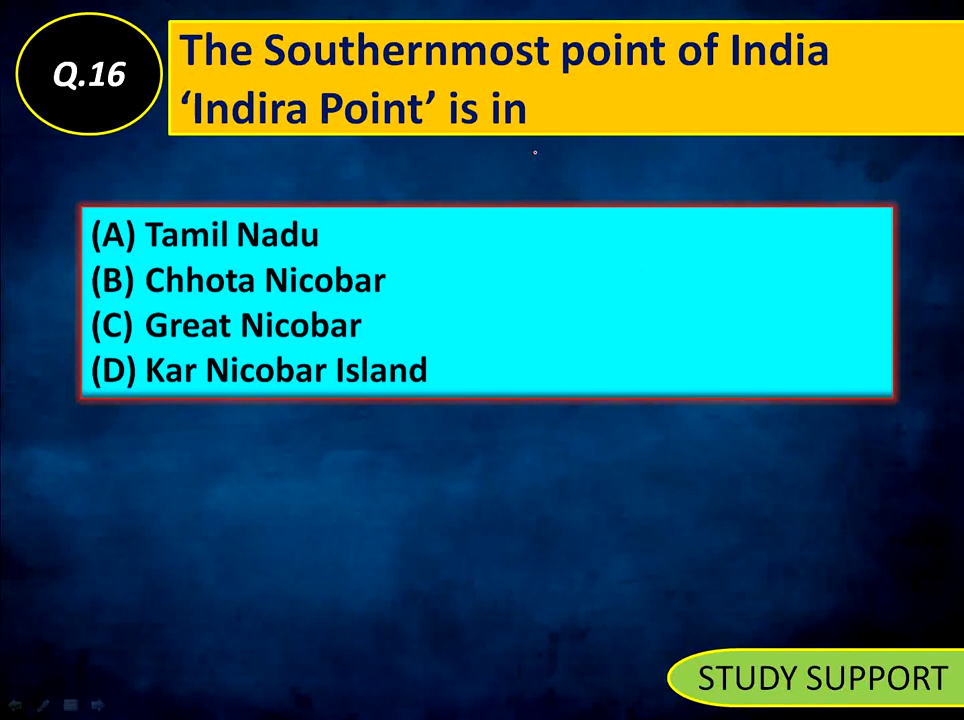 Q.16
The Southernmost point of India
‘Indira Point’ is in
(A) Tamil Nadu
(B) Chhota Nicobar
(C) Great Nicobar
(D) Kar Nicobar Island
STUDY SUPPORT